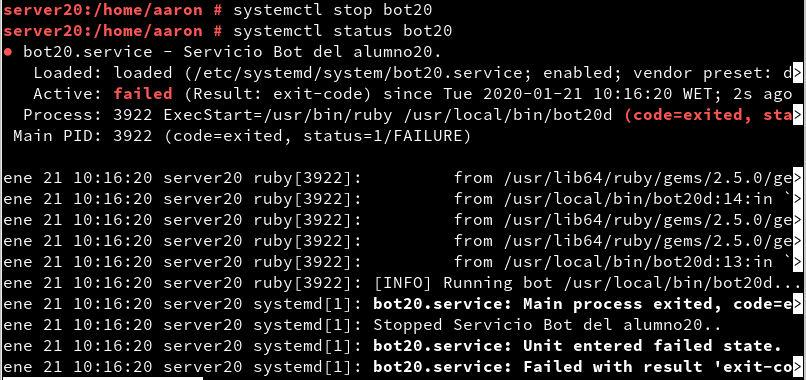 server20:/home/aaron # systemctl stop bot20
server20:/home/aaron # systemctl status bot20
● bot20.service - Servicio Bot del alumno20.
   Loaded: loaded (/etc/systemd/system/bot20.service; enabled; vendor preset: d>
   Active: failed (Result: exit-code) since Tue 2020-01-21 10:16:20 WET; 2s ago
  Process: 3922 ExecStart=/usr/bin/ruby /usr/local/bin/bot20d (code=exited, sta>
 Main PID: 3922 (code=exited, status=1/FAILURE)

ene 21 10:16:20 server20 ruby[3922]:         from /usr/lib64/ruby/gems/2.5.0/ge>
ene 21 10:16:20 server20 ruby[3922]:         from /usr/local/bin/bot20d:14:in `>
ene 21 10:16:20 server20 ruby[3922]:         from /usr/lib64/ruby/gems/2.5.0/ge>
ene 21 10:16:20 server20 ruby[3922]:         from /usr/lib64/ruby/gems/2.5.0/ge>
ene 21 10:16:20 server20 ruby[3922]:         from /usr/local/bin/bot20d:13:in `>
ene 21 10:16:20 server20 ruby[3922]: [INFO] Running bot /usr/local/bin/bot20d...
ene 21 10:16:20 server20 systemd[1]: bot20.service: Main process exited, code=e>
ene 21 10:16:20 server20 systemd[1]: Stopped Servicio Bot del alumno20..
ene 21 10:16:20 server20 systemd[1]: bot20.service: Unit entered failed state.
ene 21 10:16:20 server20 systemd[1]: bot20.service: Failed with result 'exit-co>